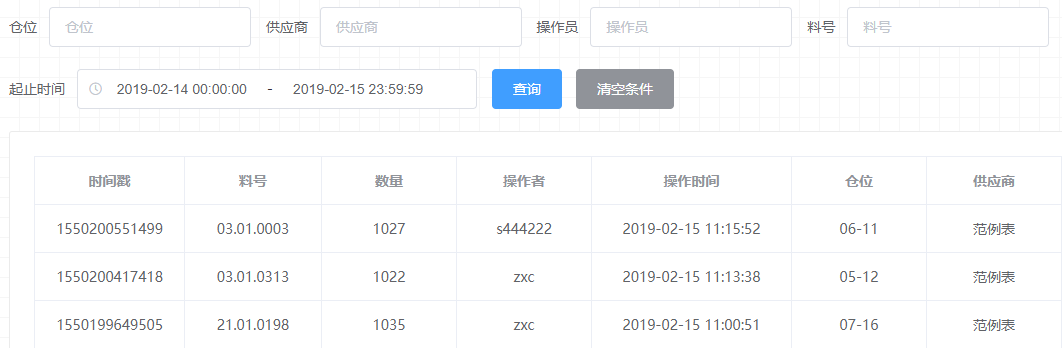 仓位 仓位 供应商 供应商 操作员 操作员 料号 料号
起止时间 2019-02-14 00:00:00 - 2019-02-15 23:59:59 查询 清空条件
时间戳 料号 数量 操作者 操作时间 仓位 供应商
1550200551499 03.01.0003 1027 s444222 2019-02-15 11:15:52 06-11 范例表
1550200417418 03.01.0313 1022 zxc 2019-02-15 11:13:38 05-12 范例表
1550199649505 21.01.0198 1035 zxc 2019-02-15 11:00:51 07-16 范例表